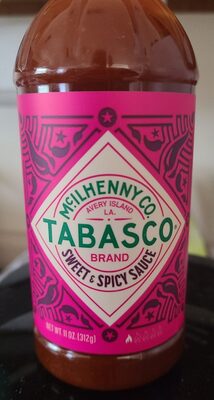 McILHENNY CO.
AVERY ISLAND
LA.
TABASCO®
BRAND
SWEET & SPICY SAUCE
NET WT. 11 OZ. (312g)